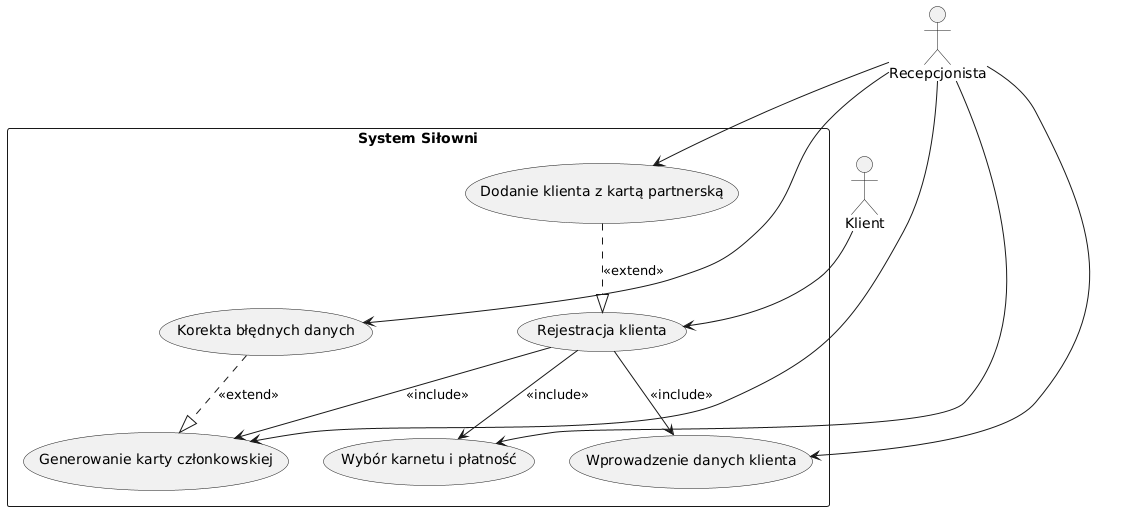 Recepcjonista
System Siłowni
Dodanie klienta z kartą partnerską
Klient
«extend»
Korekta błędnych danych
Rejestracja klienta
«extend»
«include»
«include»
«include»
Generowanie karty członkowskiej
Wybór karnetu i płatność
Wprowadzenie danych klienta